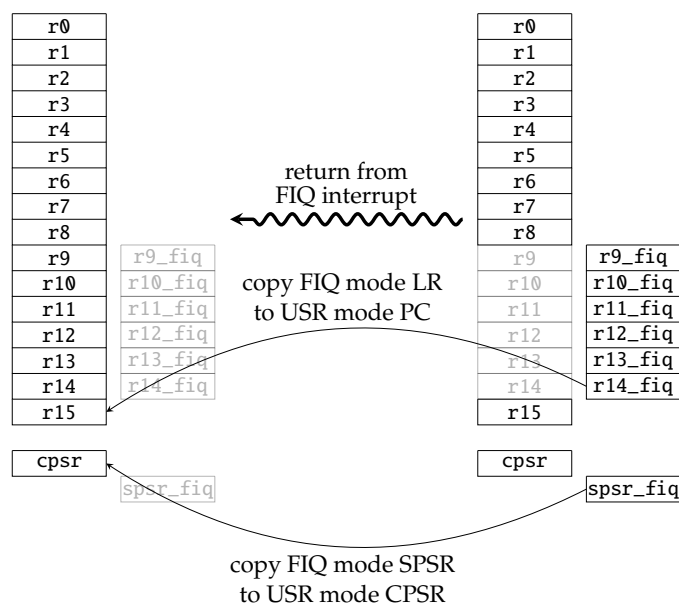 r0
r1
r2
r3
r4
r5
r6
r7
r8
r9
r10
r11
r12
r13
r14
r15
cpsr
r9_fiq
r10_fiq
r11_fiq
r12_fiq
r13_fiq
r14_fiq
spsr_fiq
return from
FIQ interrupt
copy FIQ mode LR
to USR mode PC
copy FIQ mode SPSR
to USR mode CPSR
r0
r1
r2
r3
r4
r5
r6
r7
r8
r9
r10
r11
r12
r13
r14
r15
cpsr
r9_fiq
r10_fiq
r11_fiq
r12_fiq
r13_fiq
r14_fiq
spsr_fiq